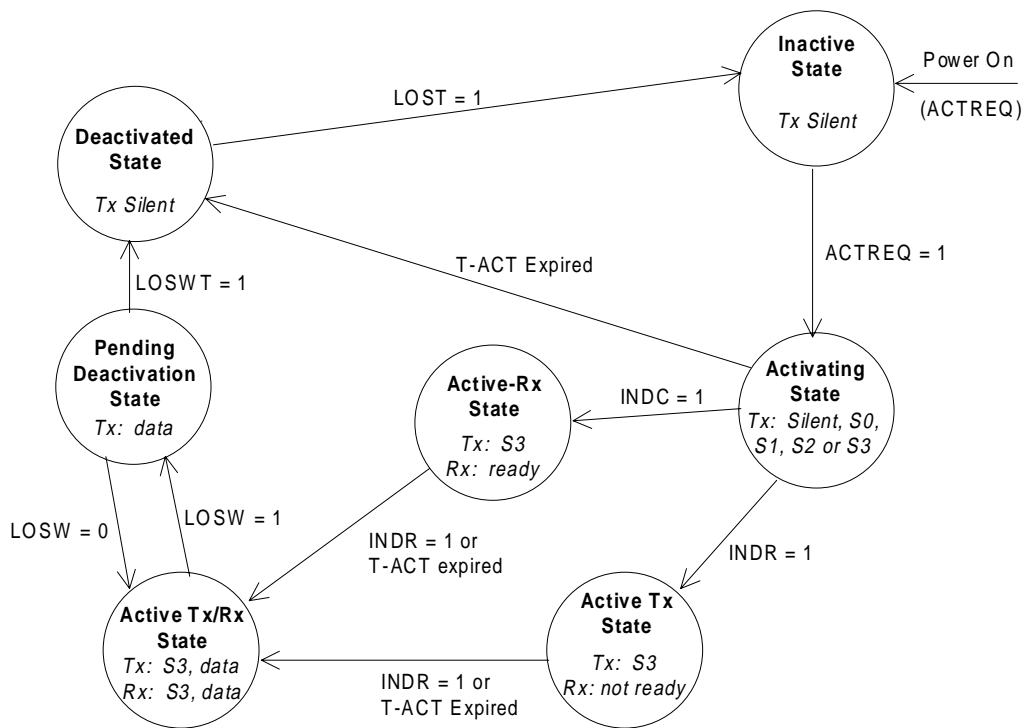 Inactive
State
Tx Silent
Power On
(ACTREQ)
LOST = 1
Deactivated
State
Tx Silent
ACTREQ = 1
T-ACT Expired
LOSWT = 1
Pending
Deactivation
State
Tx: data
Active-Rx
State
Tx: S3
Rx: ready
INDC = 1
Activating
State
Tx: Silent, S0,
S1, S2 or S3
LOSW = 0
LOSW = 1
INDR = 1 or
T-ACT expired
INDR = 1
Active Tx/Rx
State
Tx: S3, data
Rx: S3, data
Active Tx
State
Tx: S3
Rx: not ready
INDR = 1 or
T-ACT Expired